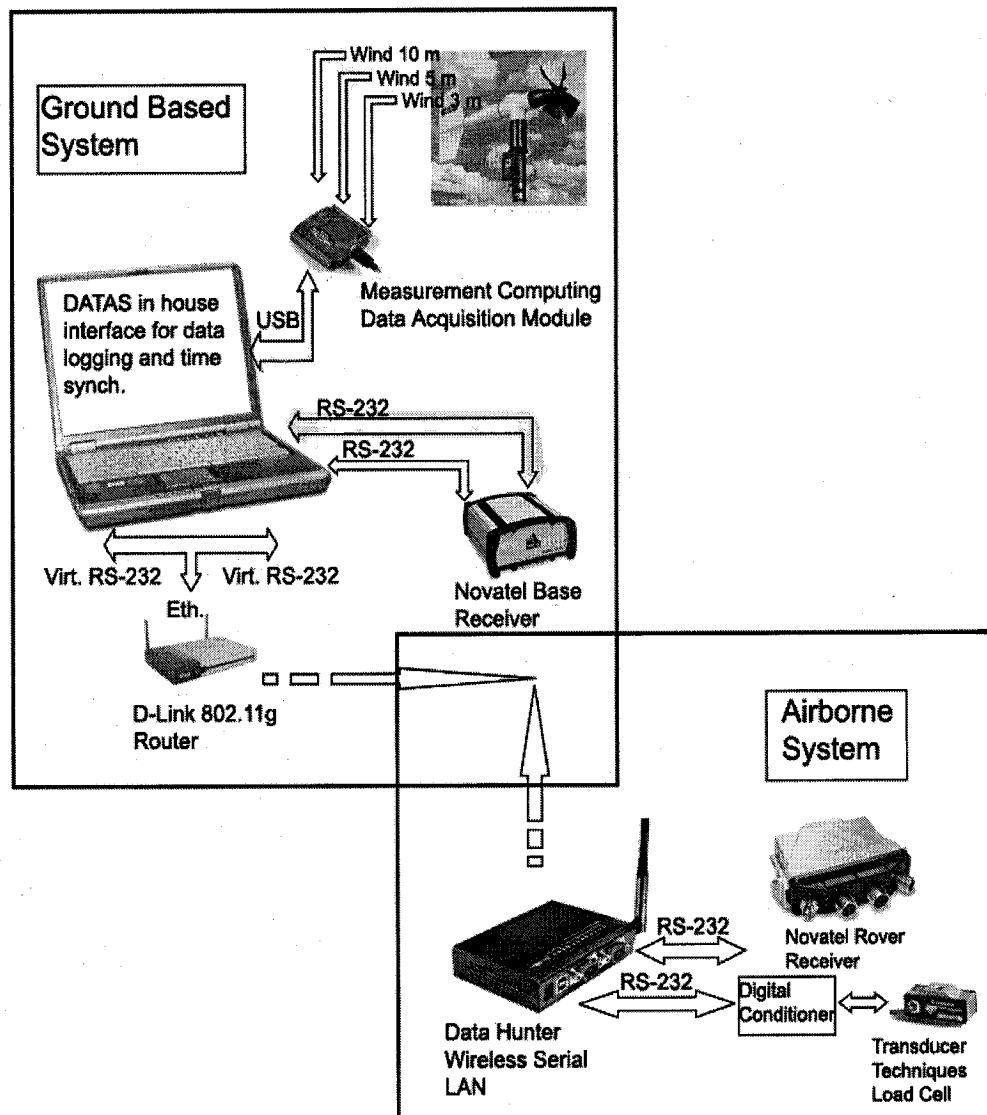 Wind 10 m
Wind 5 m
Wind 3 m
Ground Based
System
Measurement Computing
Data Acquisition Module
DATAS in house
interface for data
logging and time
synch.
USB
RS-232
RS-232
Novatel Base
Receiver
Virt. RS-232
Virt. RS-232
Eth.
D-Link 802.11g
Router
Airborne
System
Novatel Rover
Receiver
RS-232
RS-232
Digital
Conditioner
Data Hunter
Wireless Serial
LAN
Transducer
Techniques
Load Cell